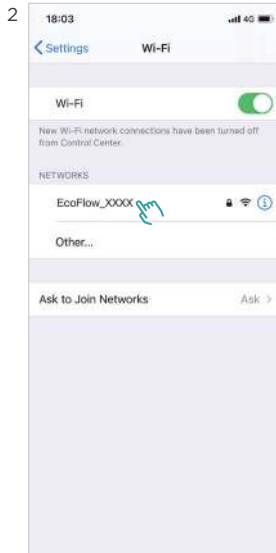 2
18:03
4G
Settings
Wi-Fi
Wi-Fi
New Wi-Fi network connections have been turned off
from Control Center.
NETWORKS
EcoFlow_XXXX
Other...
Ask to Join Networks Ask